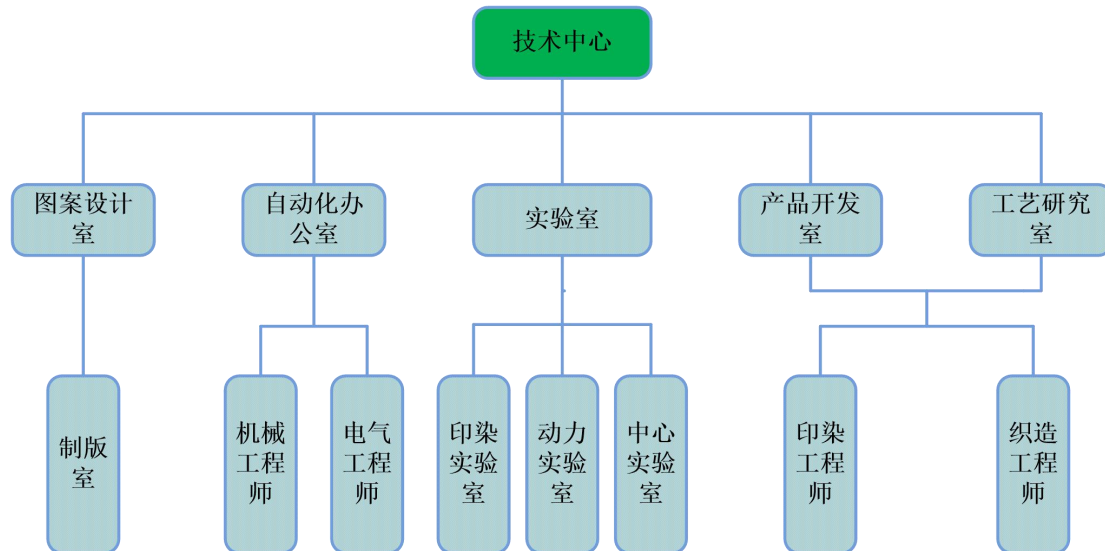 技术中心
图案设计
室
自动化办
公室
实验室
产品开发
室
工艺研究
室
制版
室
机械
工程
师
电气
工程
师
印染
实验
室
动力
实验
室
中心
实验
室
印染
工程
师
织造
工程
师